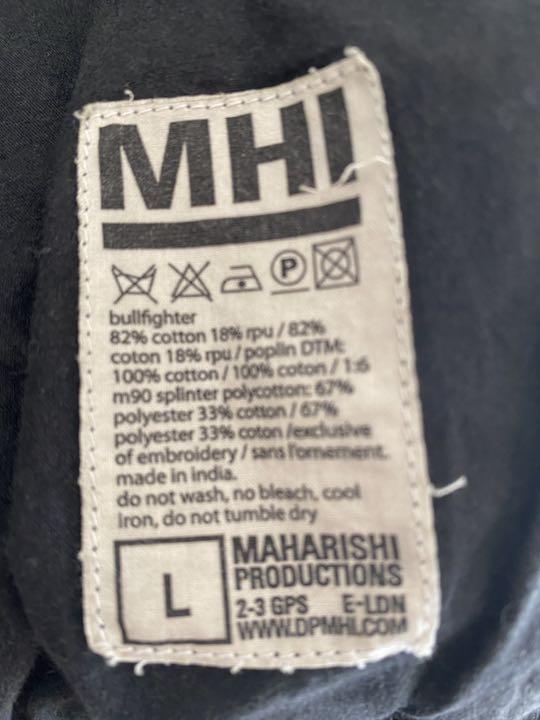 MHI
P
bullfighter
82% cotton 18% rpu / 82%
coton 18% rpu / poplin DTM:
100% cotton / 100% coton / 1:6
m90 splinter polycotton: 67%
polyester 33% cotton / 67%
polyester 33% coton /exclusive
of embroidery / sans l'ornement.
made in india.
do not wash, no bleach, cool
iron, do not tumble dry
L
MAHARISHI
PRODUCTIONS
2-3 GPS E-LDN
WWW.DPMHI.COM